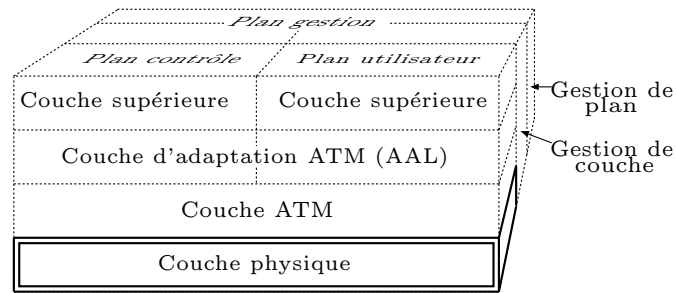 Plan gestion
Plan contrôle
Plan utilisateur
Couche supérieure
Couche supérieure
Gestion de
plan
Couche d'adaptation ATM (AAL)
Gestion de
couche
Couche ATM
Couche physique